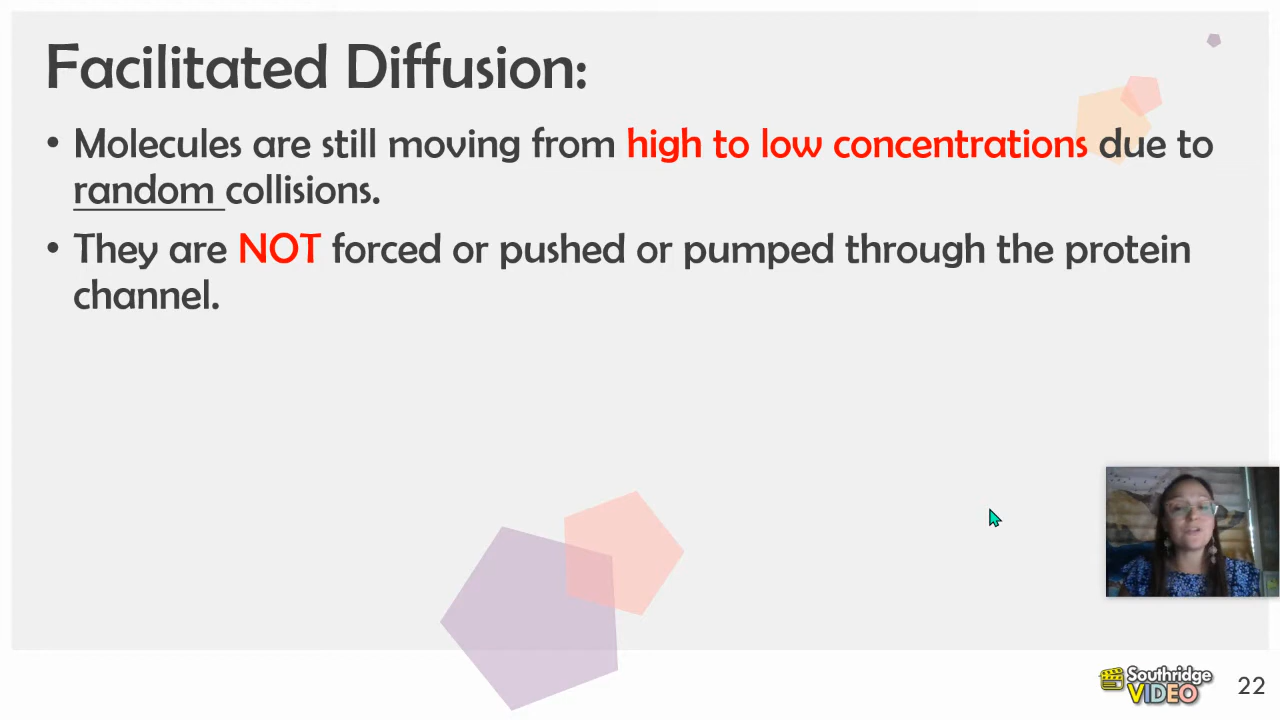 Facilitated Diffusion:
• Molecules are still moving from high to low concentrations due to
random collisions.
• They are NOT forced or pushed or pumped through the protein
channel.
Southridge
VIDEO
22